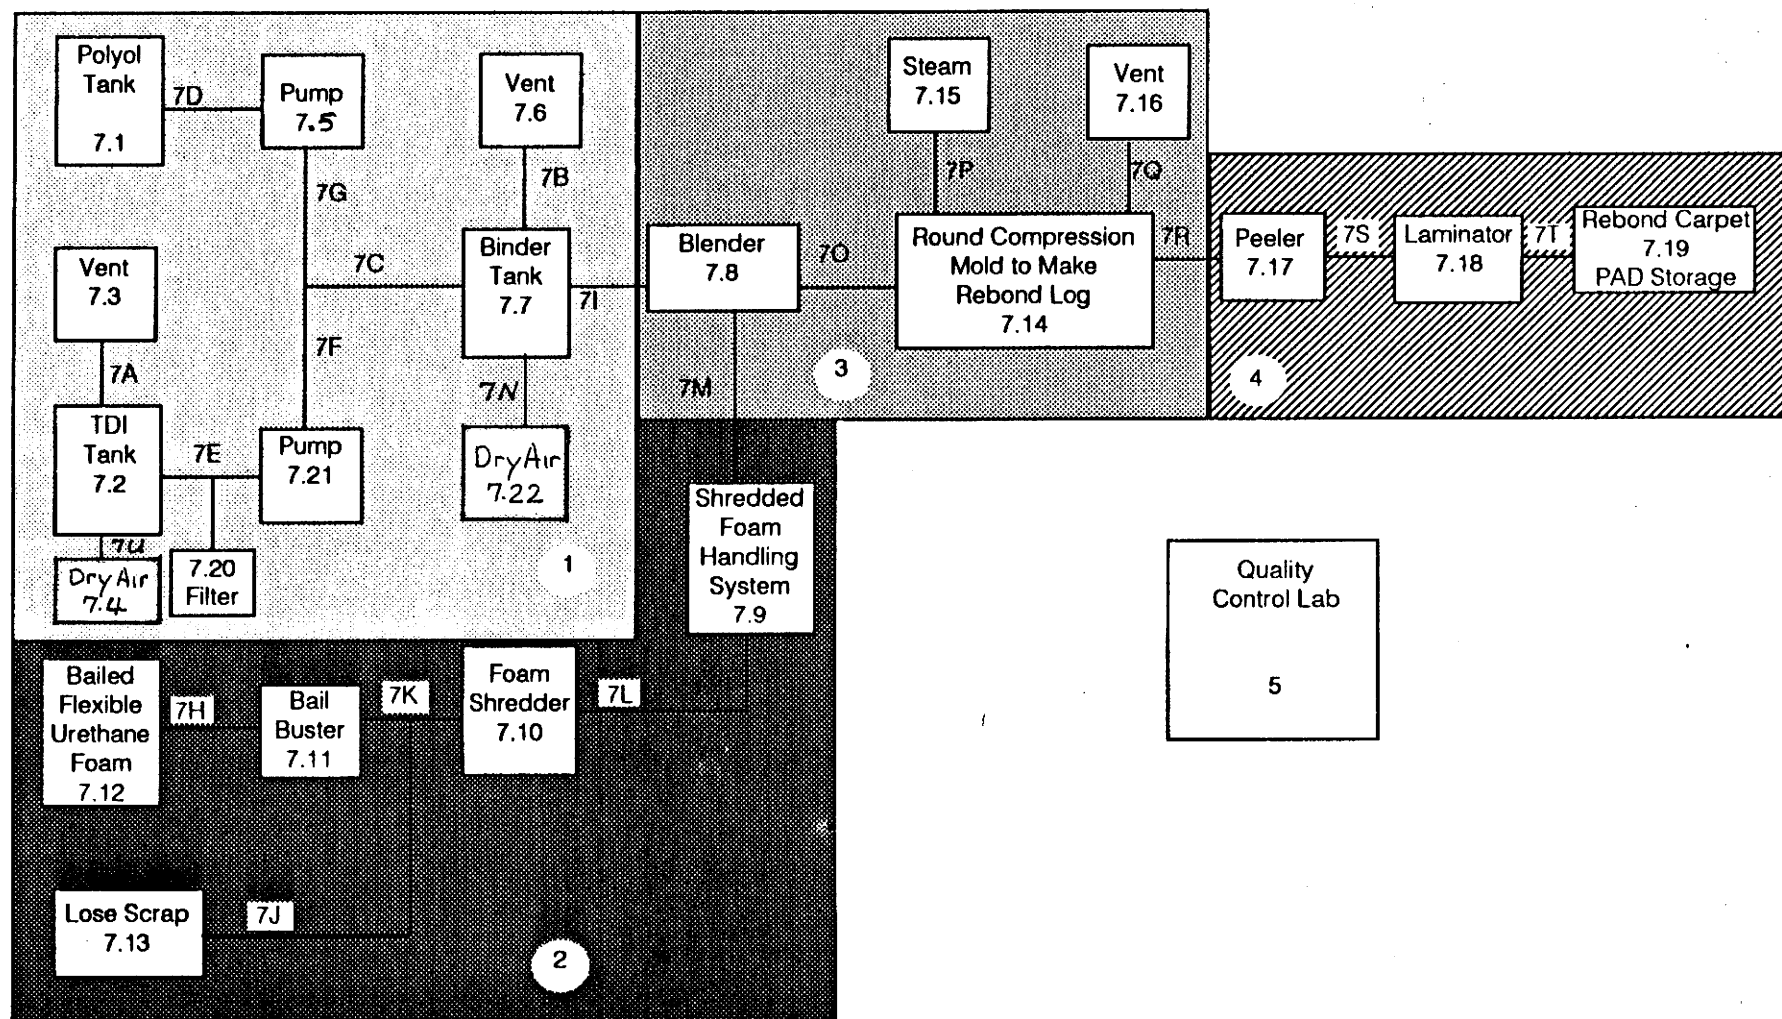 Polyol
Tank
7.1
7D
Pump
7.5
Vent
7.6
7G
7B
Vent
7.3
7C
Binder
Tank
7.7
7I
7A
7F
TDI
Tank
7.2
7E
Pump
7.21
7N
Dry Air
7.22
7U
Dry Air
7.4
7.20
Filter
1
Steam
7.15
Vent
7.16
7P
7Q
Blender
7.8
7O
Round Compression
Mold to Make
Rebond Log
7.14
7R
7M
3
Peeler
7.17
7S
Laminator
7.18
7T
Rebond Carpet
7.19
PAD Storage
4
Shredded
Foam
Handling
System
7.9
Bailed
Flexible
Urethane
Foam
7.12
7H
Bail
Buster
7.11
7K
Foam
Shredder
7.10
7L
Lose Scrap
7.13
7J
2
Quality
Control Lab
5